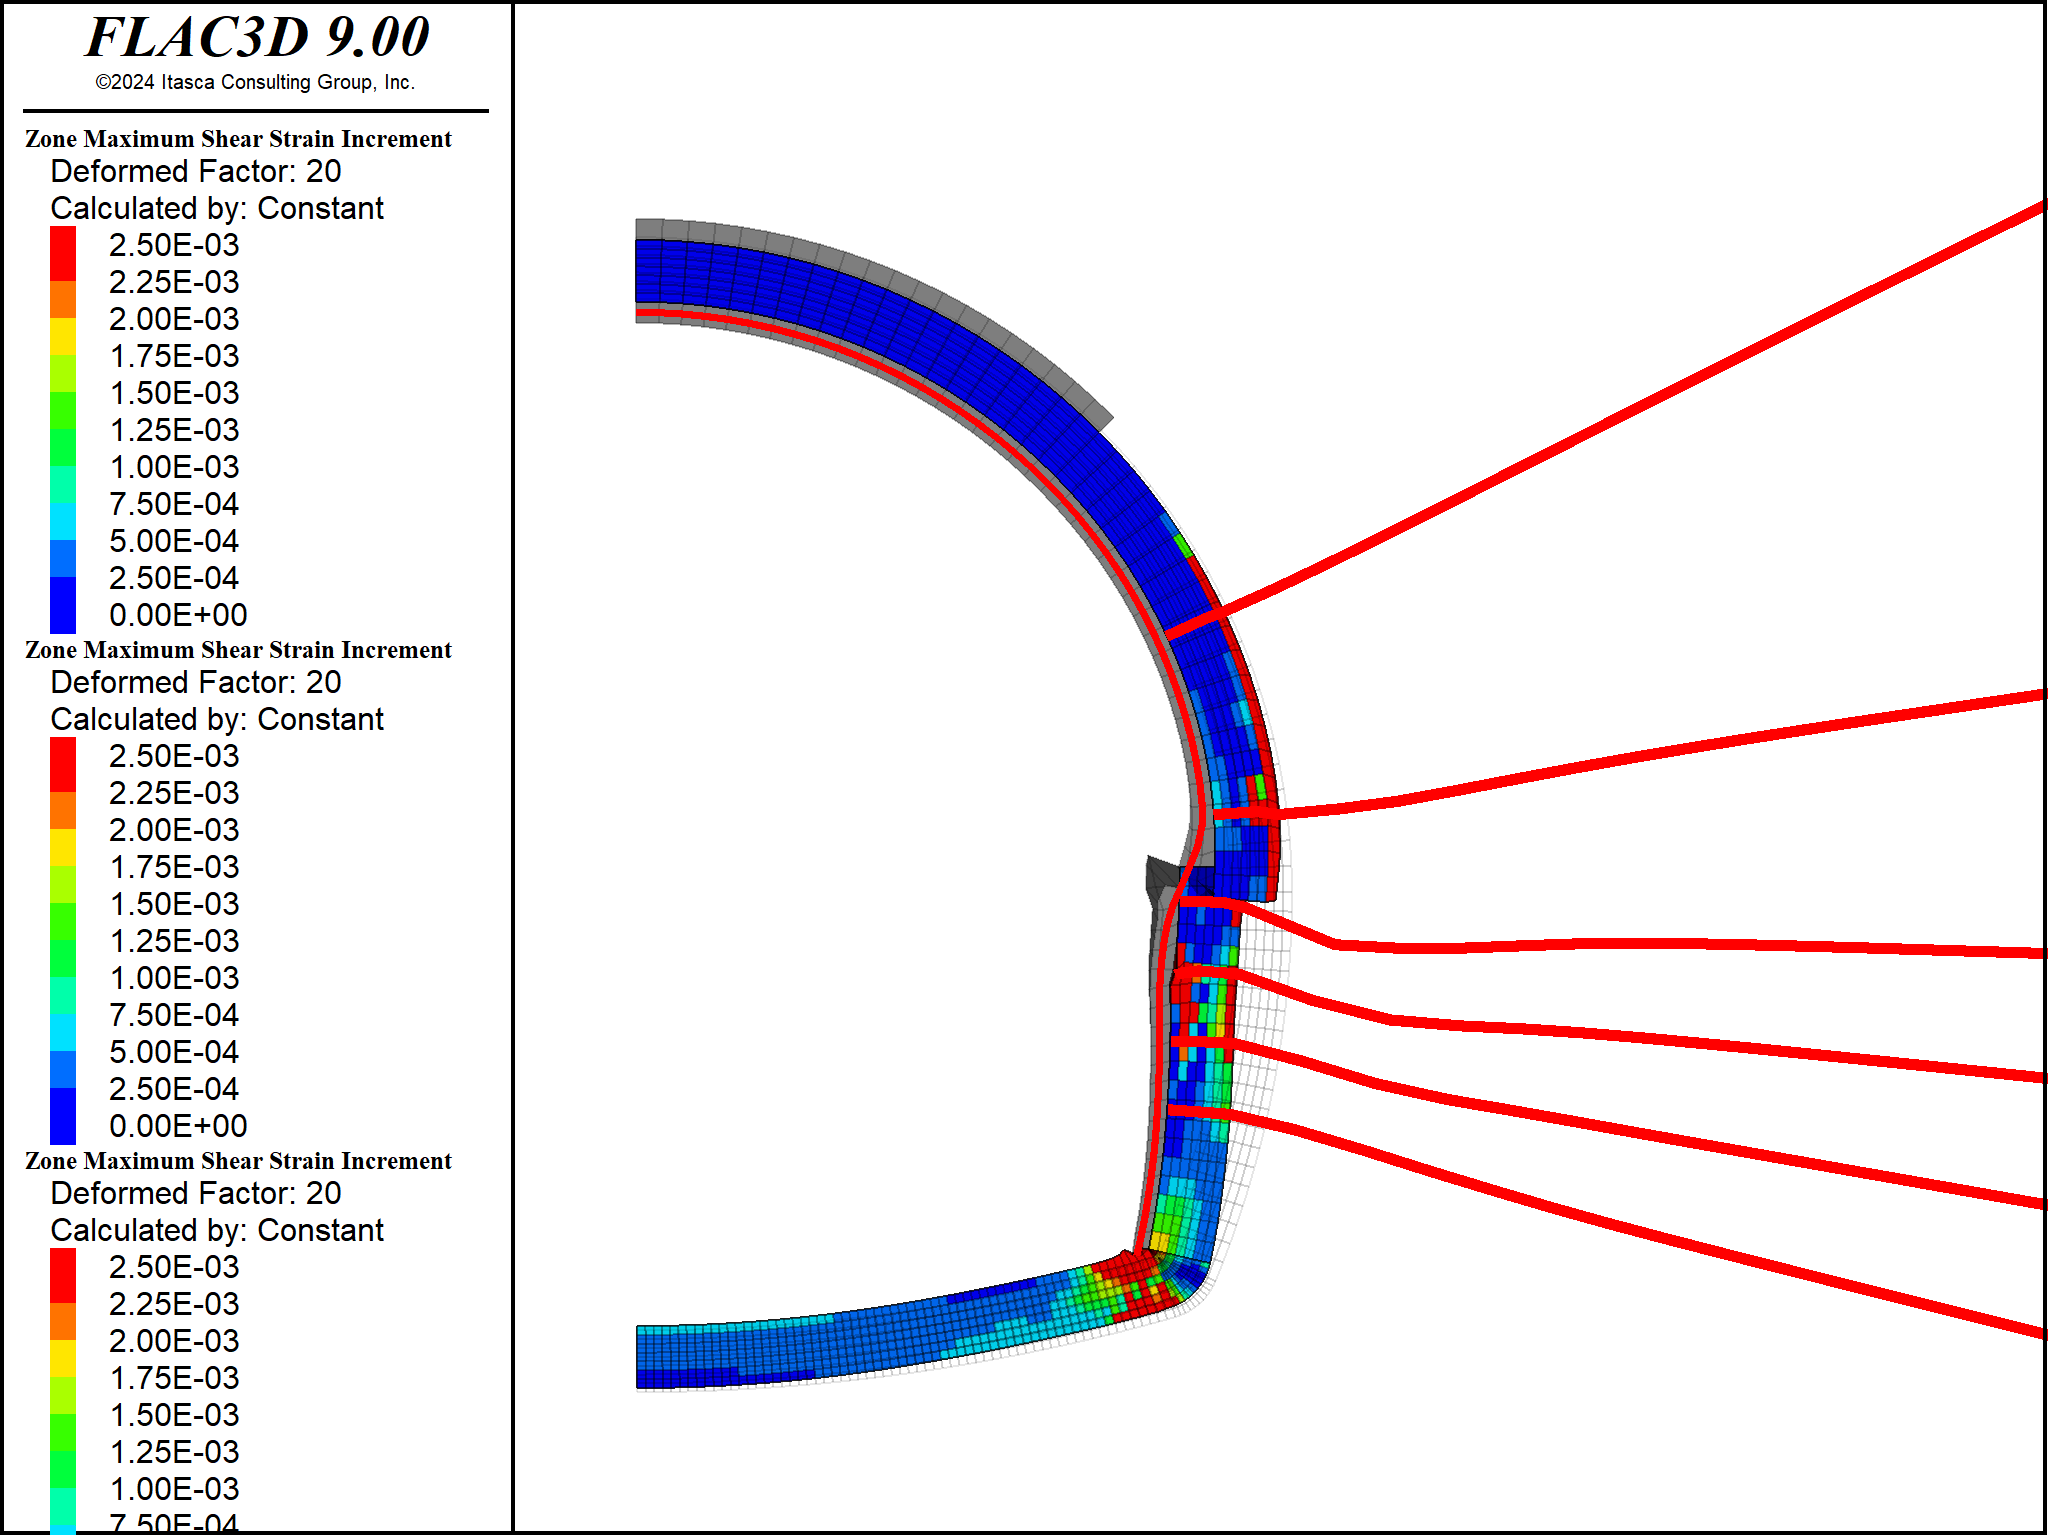 FLAC3D 9.00
©2024 Itasca Consulting Group, Inc.
Zone Maximum Shear Strain Increment
Deformed Factor: 20
Calculated by: Constant
2.50E-03
2.25E-03
2.00E-03
1.75E-03
1.50E-03
1.25E-03
1.00E-03
7.50E-04
5.00E-04
2.50E-04
0.00E+00
Zone Maximum Shear Strain Increment
Deformed Factor: 20
Calculated by: Constant
2.50E-03
2.25E-03
2.00E-03
1.75E-03
1.50E-03
1.25E-03
1.00E-03
7.50E-04
5.00E-04
2.50E-04
0.00E+00
Zone Maximum Shear Strain Increment
Deformed Factor: 20
Calculated by: Constant
2.50E-03
2.25E-03
2.00E-03
1.75E-03
1.50E-03
1.25E-03
1.00E-03
7.50E-04